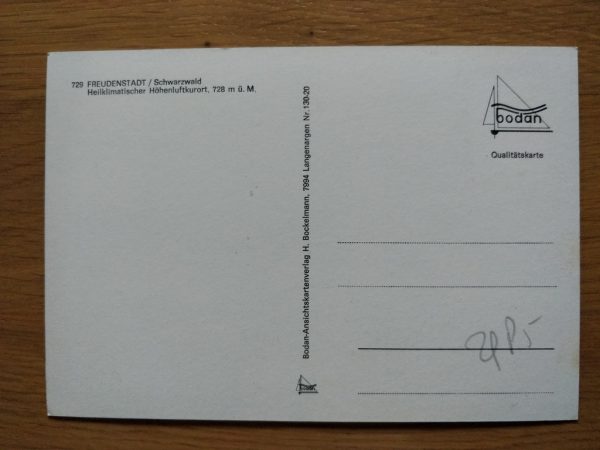 729 FREUDENSTADT / Schwarzwald
Heilklimatischer Höhenluftkurort, 728 m ü. M.
Bodan-Ansichtskartenverlag H. Bockelmann, 7994 Langenargen Nr. 130-20
bodan
Qualitätskarte